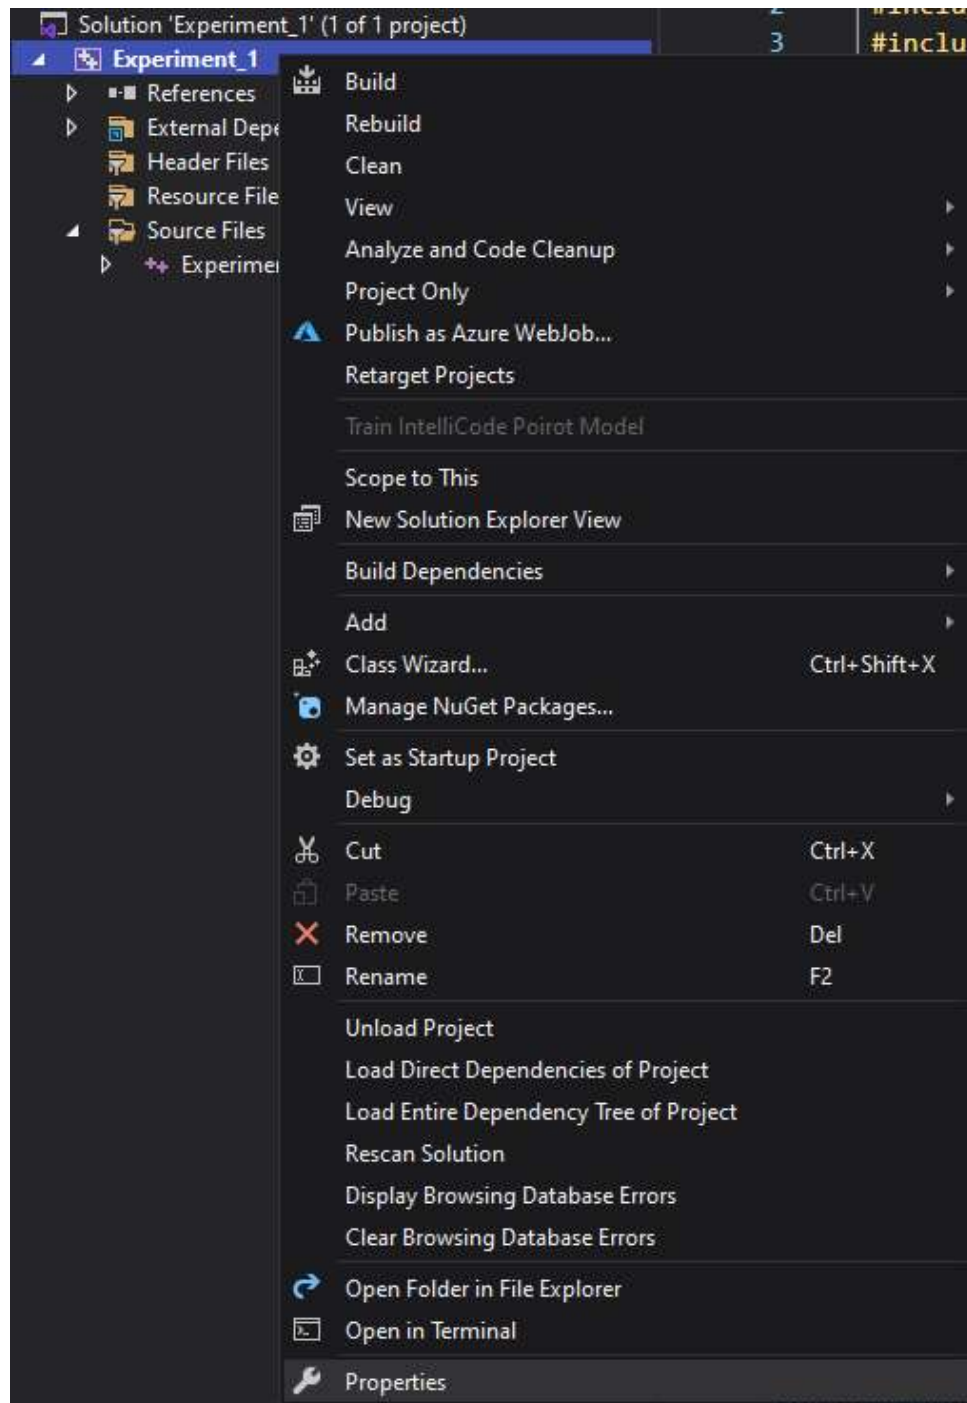 Solution 'Experiment_1' (1 of 1 project)
Experiment_1
References
External Depe
Header Files
Resource File
Source Files
Experimen
2 #inclu
3 #inclu
Build
Rebuild
Clean
View
Analyze and Code Cleanup
Project Only
Publish as Azure WebJob...
Retarget Projects
Train IntelliCode Poirot Model
Scope to This
New Solution Explorer View
Build Dependencies
Add
Class Wizard... Ctrl+Shift+X
Manage NuGet Packages...
Set as Startup Project
Debug
Cut Ctrl+X
Paste Ctrl+V
Remove Del
Rename F2
Unload Project
Load Direct Dependencies of Project
Load Entire Dependency Tree of Project
Rescan Solution
Display Browsing Database Errors
Clear Browsing Database Errors
Open Folder in File Explorer
Open in Terminal
Properties